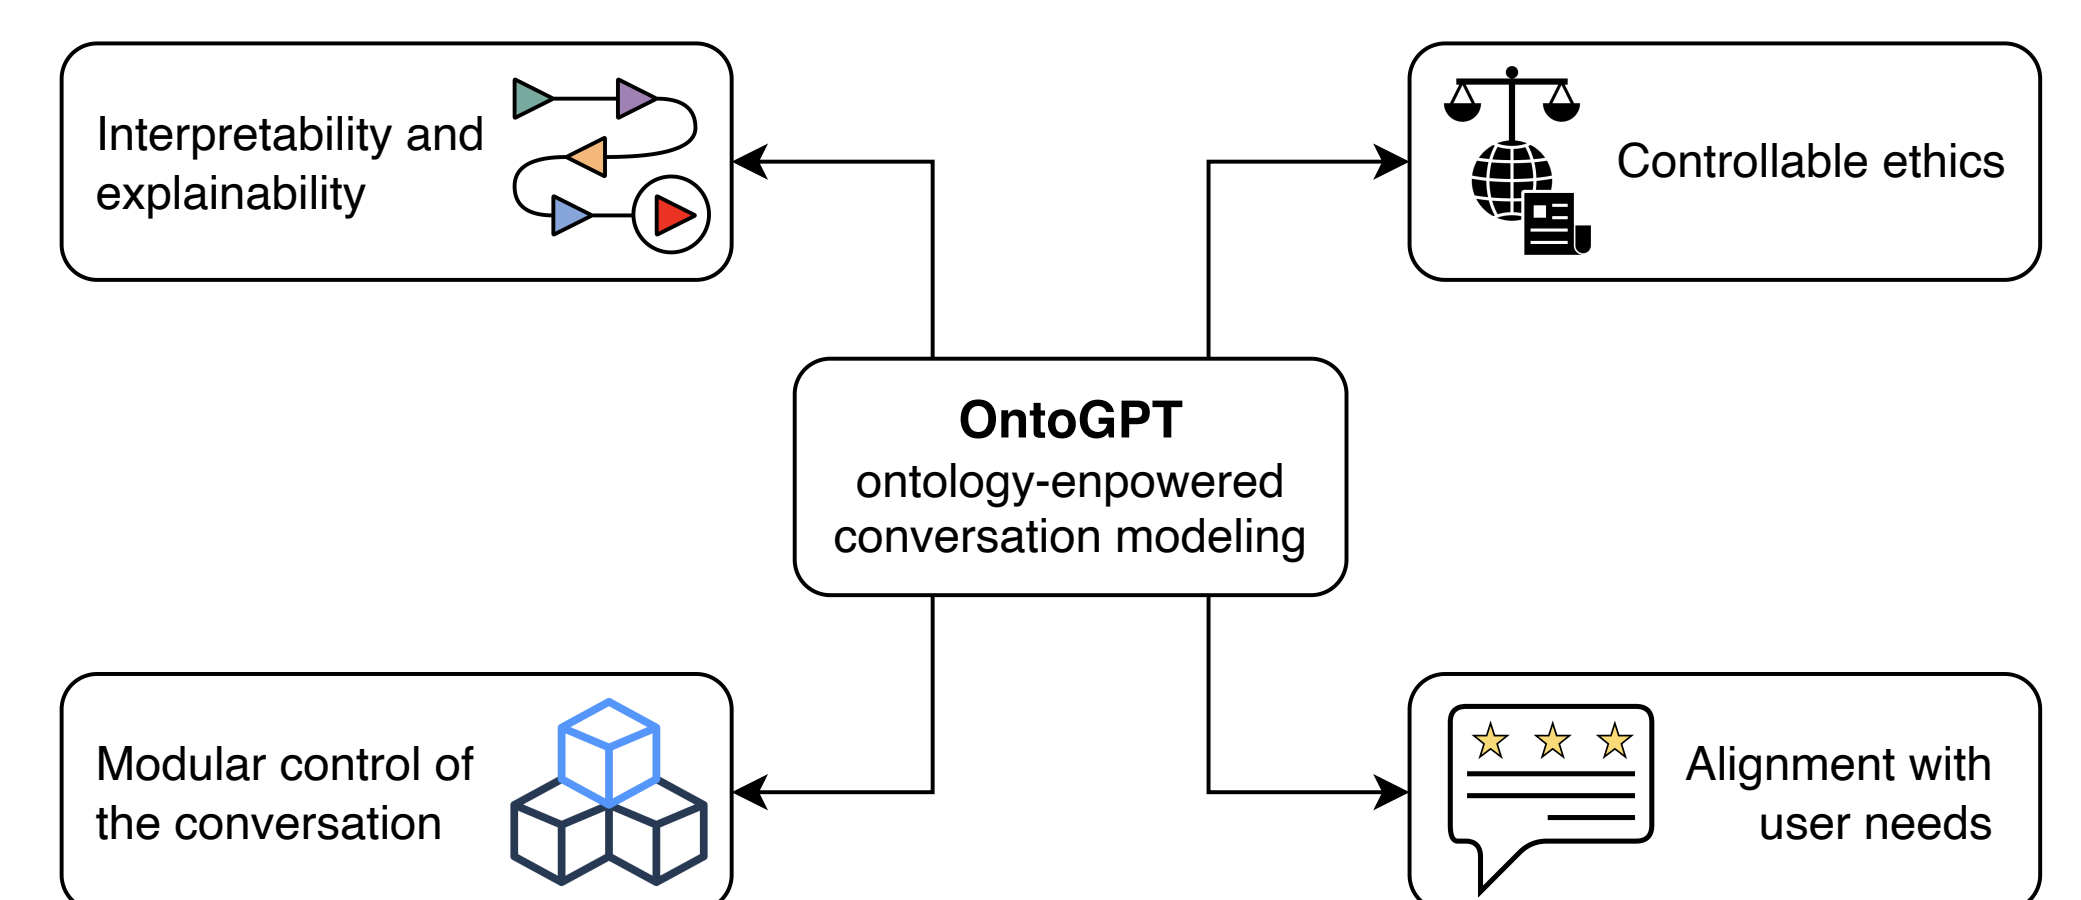 Interpretability and
explainability
Controllable ethics
OntoGPT
ontology-enpowered
conversation modeling
Modular control of
the conversation
Alignment with
user needs